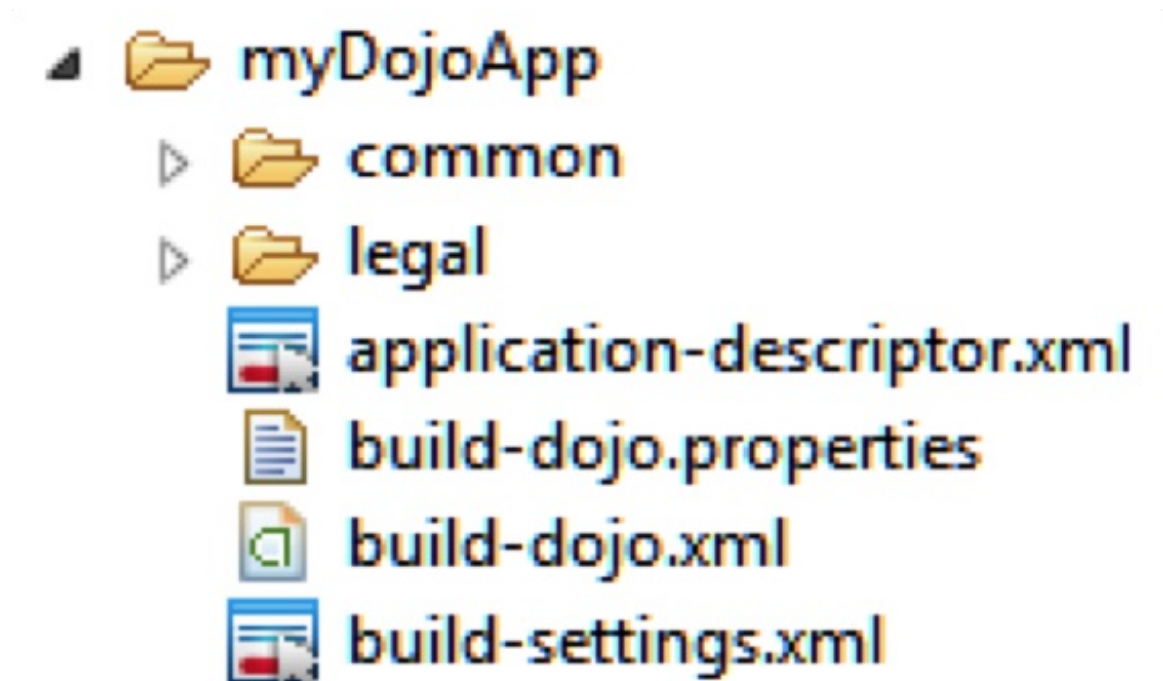 myDojoApp
common
legal
application-descriptor.xml
build-dojo.properties
build-dojo.xml
build-settings.xml